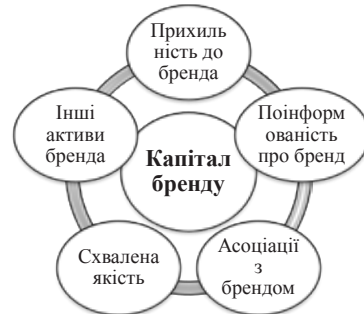 Прихиль
ність до
бренда
Інші
активи
бренда
Поінформ
ованість
про бренд
Капітал
бренду
Схвалена
якість
Асоціації
з
брендом